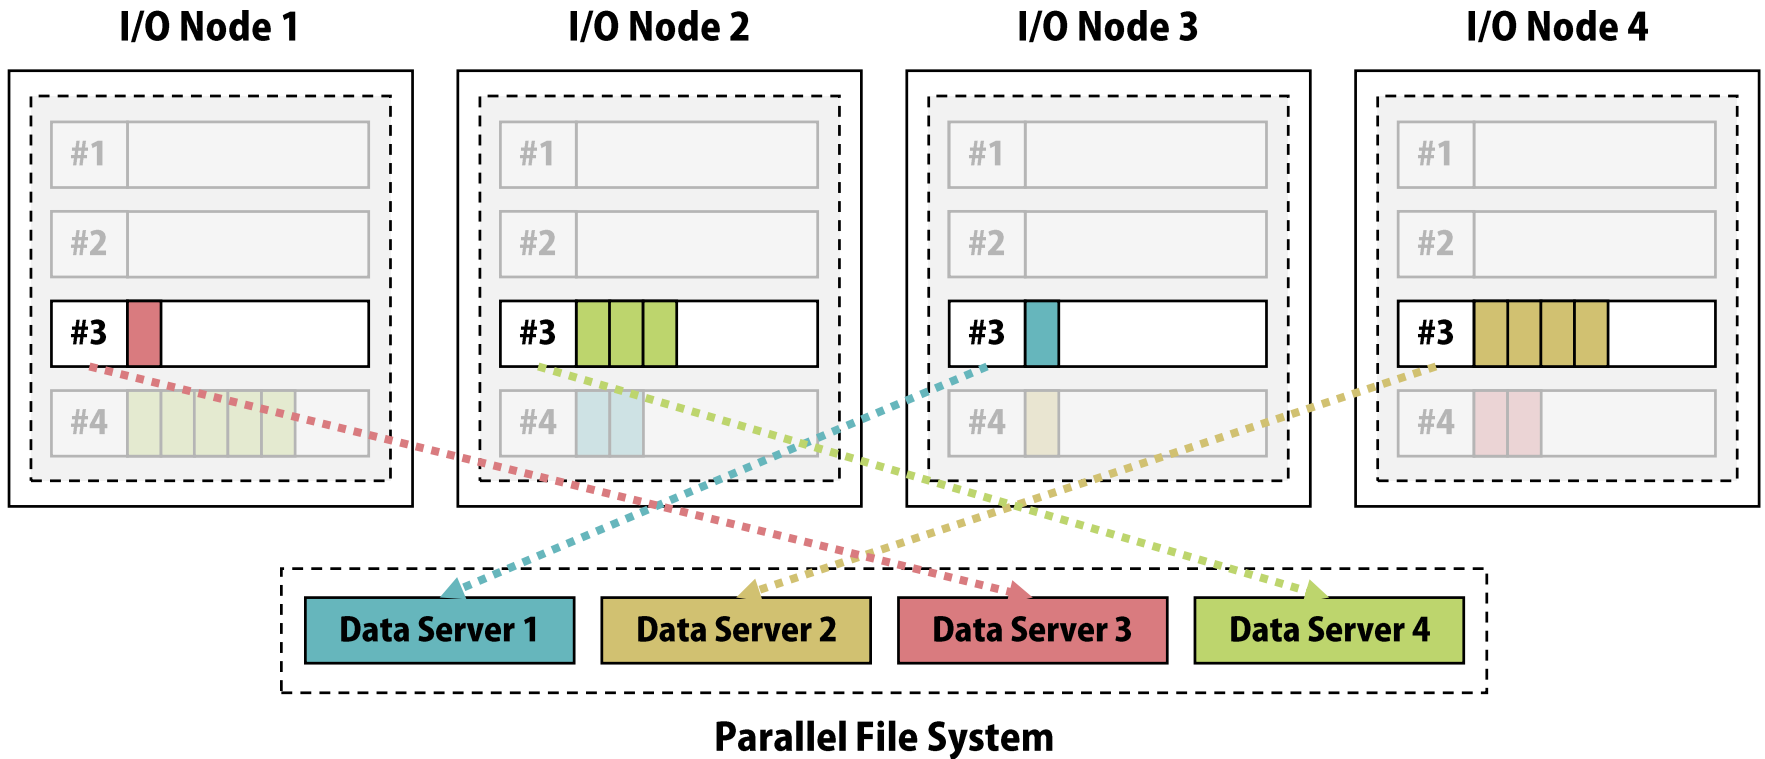 I/O Node 1 I/O Node 2 I/O Node 3 I/O Node 4
#1 #1 #1 #1
#2 #2 #2 #2
#3 #3 #3 #3
#4 #4 #4 #4
Data Server 1 Data Server 2 Data Server 3 Data Server 4
Parallel File System